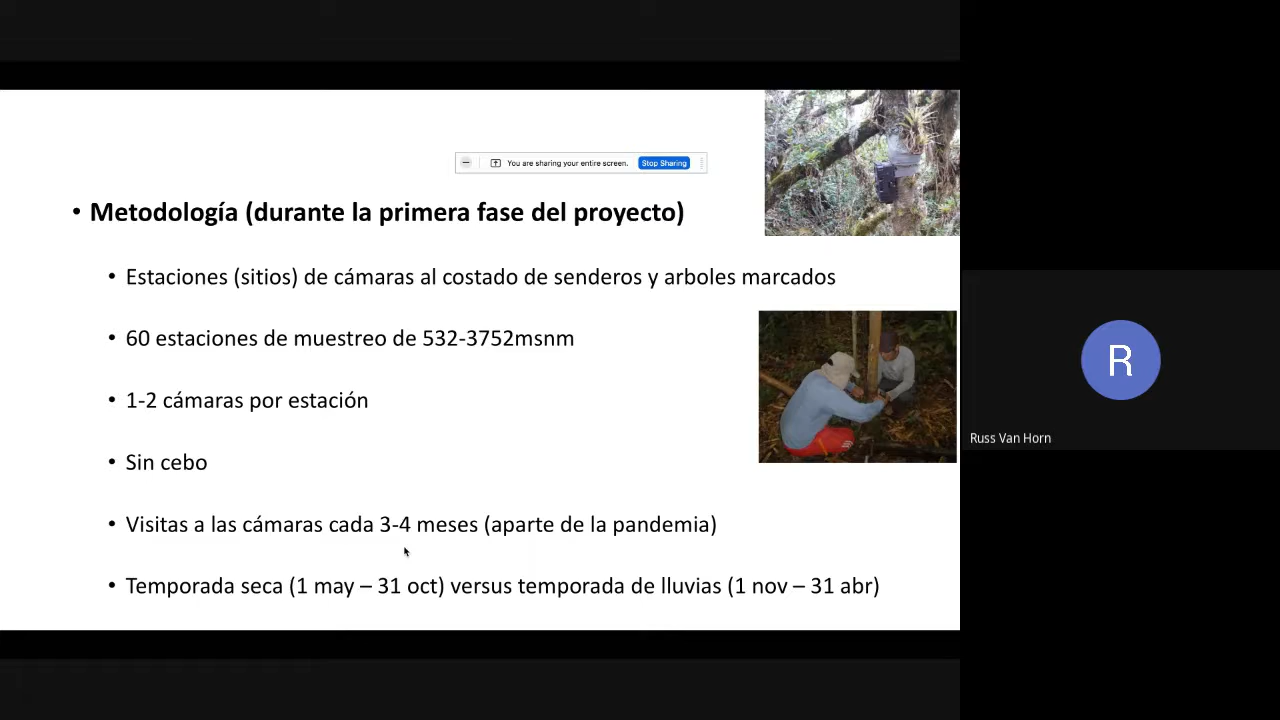 You are sharing your entire screen. Stop Sharing
• Metodología (durante la primera fase del proyecto)
• Estaciones (sitios) de cámaras al costado de senderos y arboles marcados
• 60 estaciones de muestreo de 532-3752msnm
• 1-2 cámaras por estación
• Sin cebo
• Visitas a las cámaras cada 3-4 meses (aparte de la pandemia)
• Temporada seca (1 may – 31 oct) versus temporada de lluvias (1 nov – 31 abr)
R
Russ Van Horn